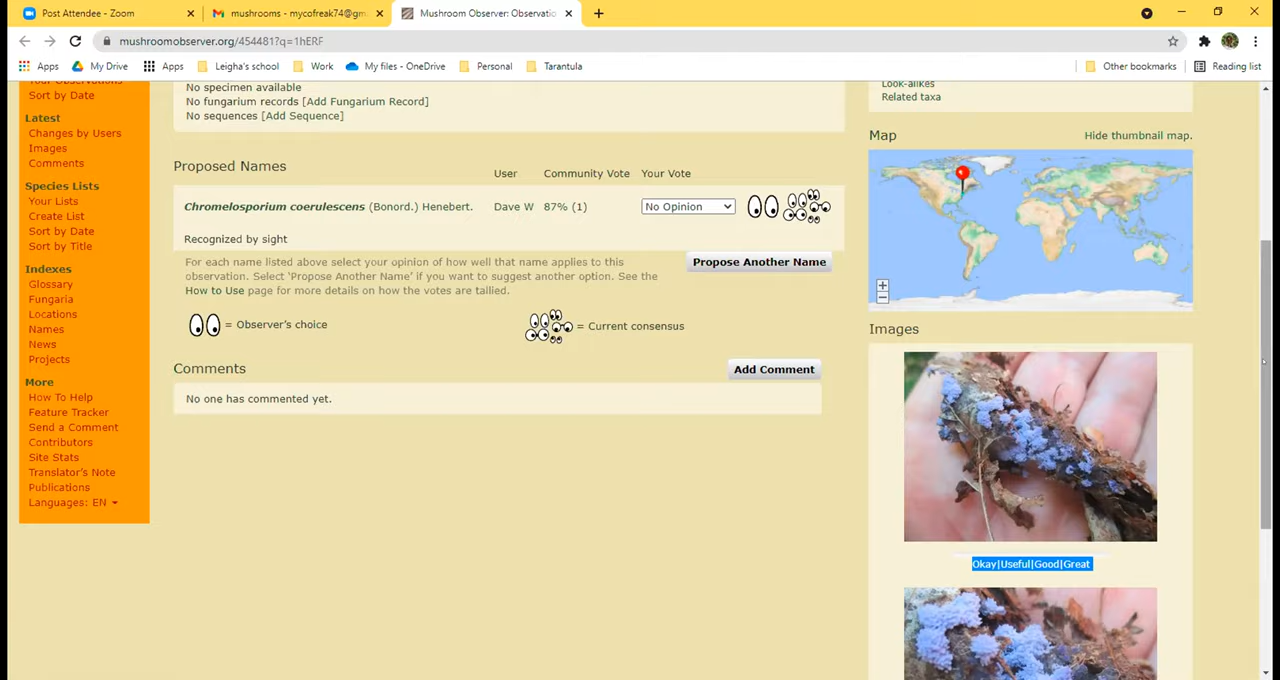 Post Attendee - Zoom
mushrooms - mycofreak74@gm
Mushroom Observer: Observatio
mushroomobserver.org/454481?q=1hERF
Apps
My Drive
Apps
Leigha's school
Work
My files - OneDrive
Personal
Tarantula
Other bookmarks
Reading list
Your Observations
Sort by Date
Latest
Changes by Users
Images
Comments
Species Lists
Your Lists
Create List
Sort by Date
Sort by Title
Indexes
Glossary
Fungaria
Locations
Names
News
Projects
More
How To Help
Feature Tracker
Send a Comment
Contributors
Site Stats
Translator's Note
Publications
Languages: EN
No specimen available
No fungarium records [Add Fungarium Record]
No sequences [Add Sequence]
Proposed Names
User Community Vote Your Vote
Chromelosporium coerulescens (Bonord.) Henebert. Dave W 87% (1) No Opinion
Recognized by sight
For each name listed above select your opinion of how well that name applies to this
observation. Select 'Propose Another Name' if you want to suggest another option. See the
How to Use page for more details on how the votes are tallied.
Propose Another Name
= Observer's choice
= Current consensus
Comments
Add Comment
No one has commented yet.
Look-alikes
Related taxa
Map
Hide thumbnail map.
+
−
Images
Okay|Useful|Good|Great